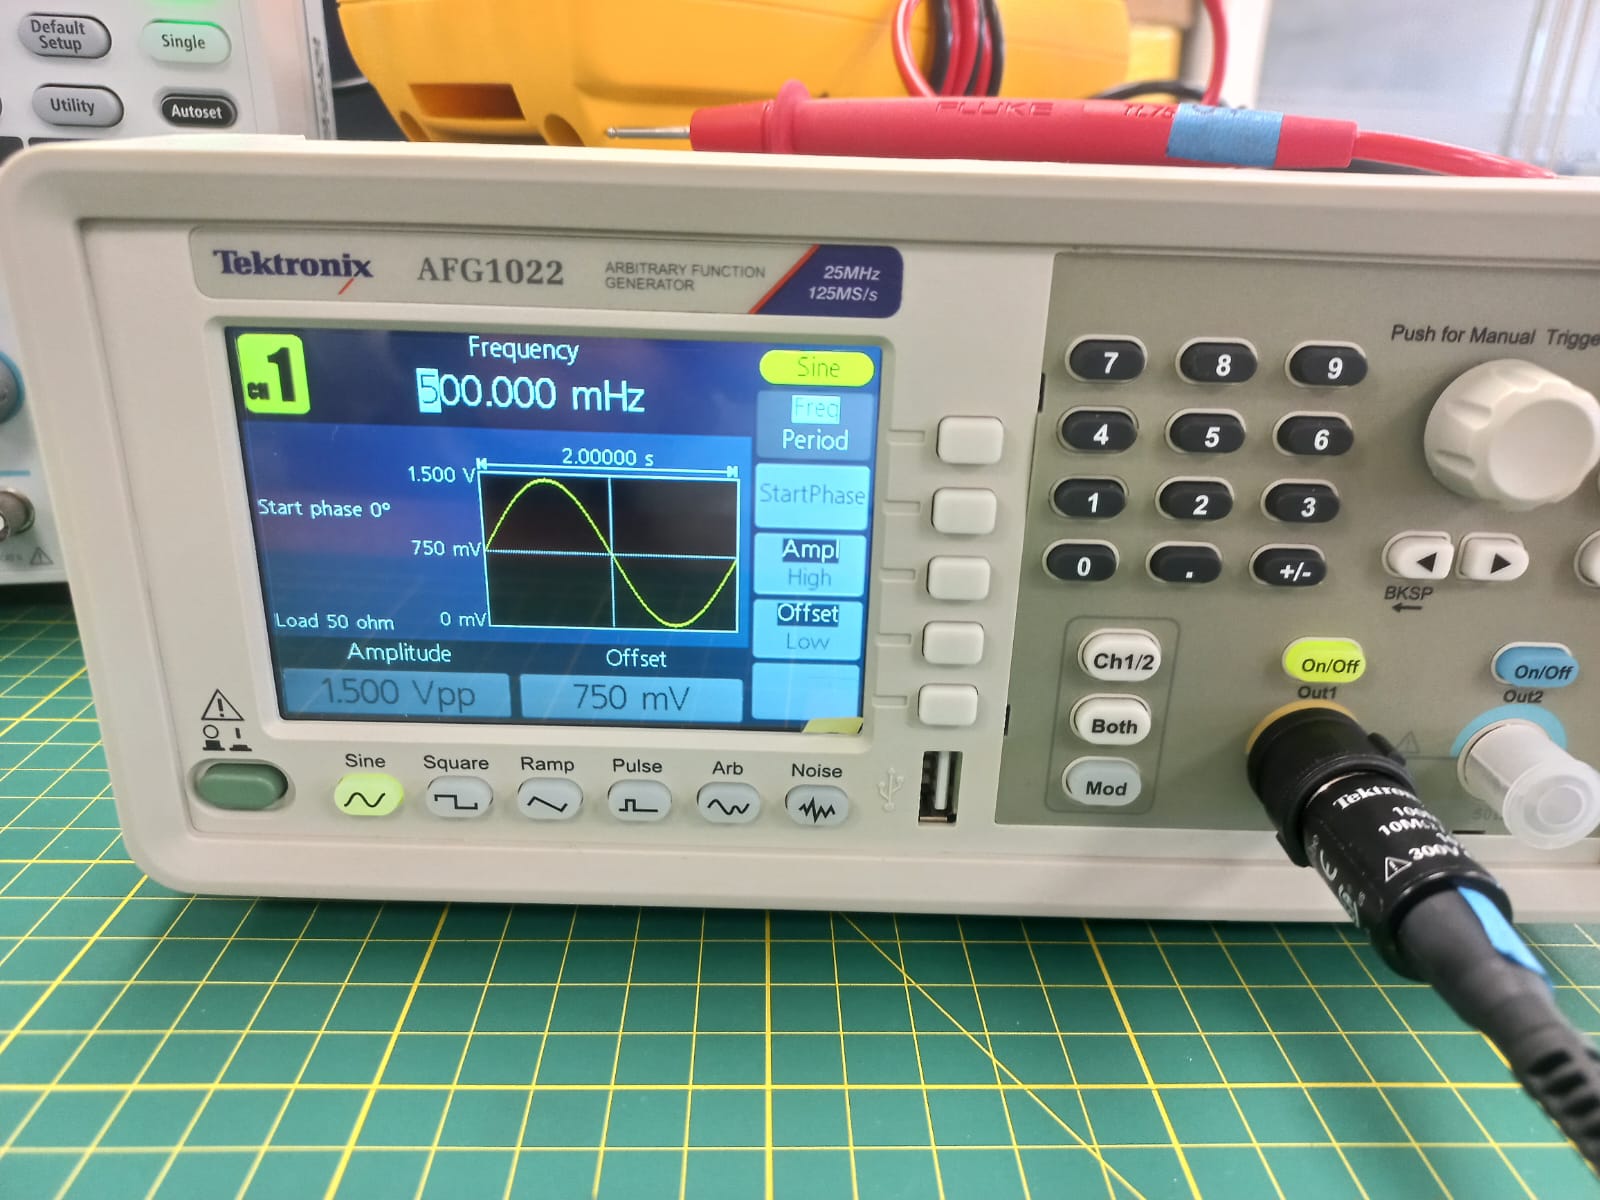 Default
Setup
Single
Utility
Autoset
FLUKE
Tektronix
AFG1022
ARBITRARY FUNCTION
GENERATOR
25MHz
125MS/s
Push for Manual
ch1
Frequency
500.000 mHz
Sine
Freq
Period
StartPhase
Ampl
High
Offset
Low
2.00000 s
1.500 V
Start phase 0°
750 mV
Load 50 ohm
0 mV
Amplitude
Offset
1.500 Vpp
750 mV
7
8
9
4
5
6
1
2
3
0
.
+/-
BKSP
Ch1/2
Both
Mod
On/Off
Out1
On/Off
Out2
Sine
Square
Ramp
Pulse
Arb
Noise
300V